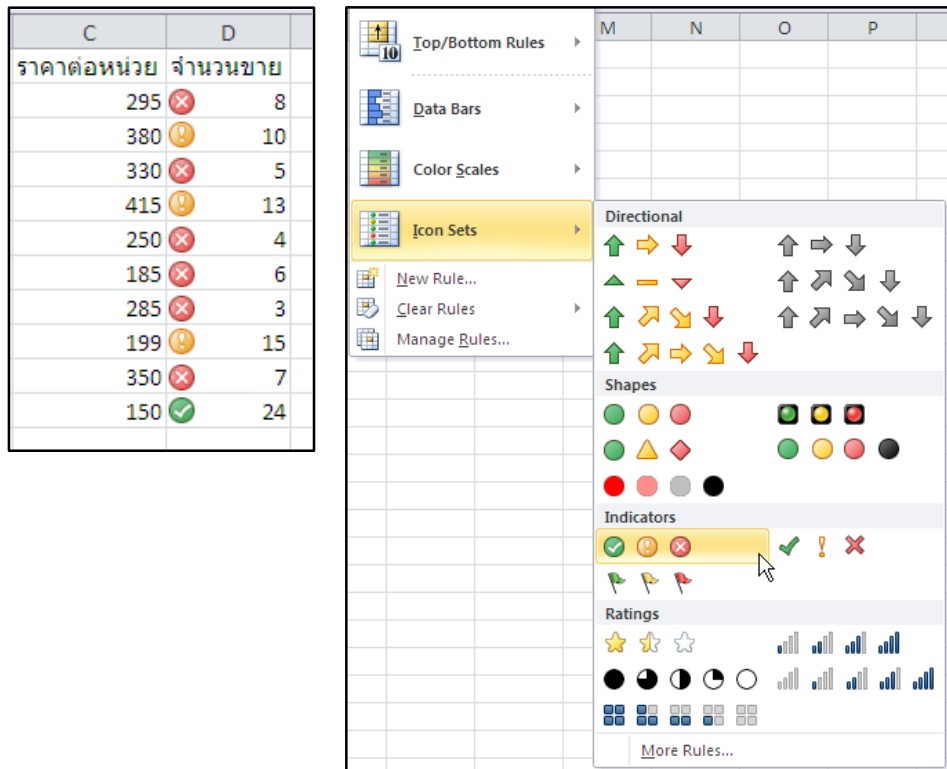 C D
ราคาต่อหน่วย จำนวนขาย
295 8
380 10
330 5
415 13
250 4
185 6
285 3
199 15
350 7
150 24
M N O P
10 Top/Bottom Rules
Data Bars
Color Scales
Icon Sets
New Rule...
Clear Rules
Manage Rules...
Directional
Shapes
Indicators
Ratings
More Rules...